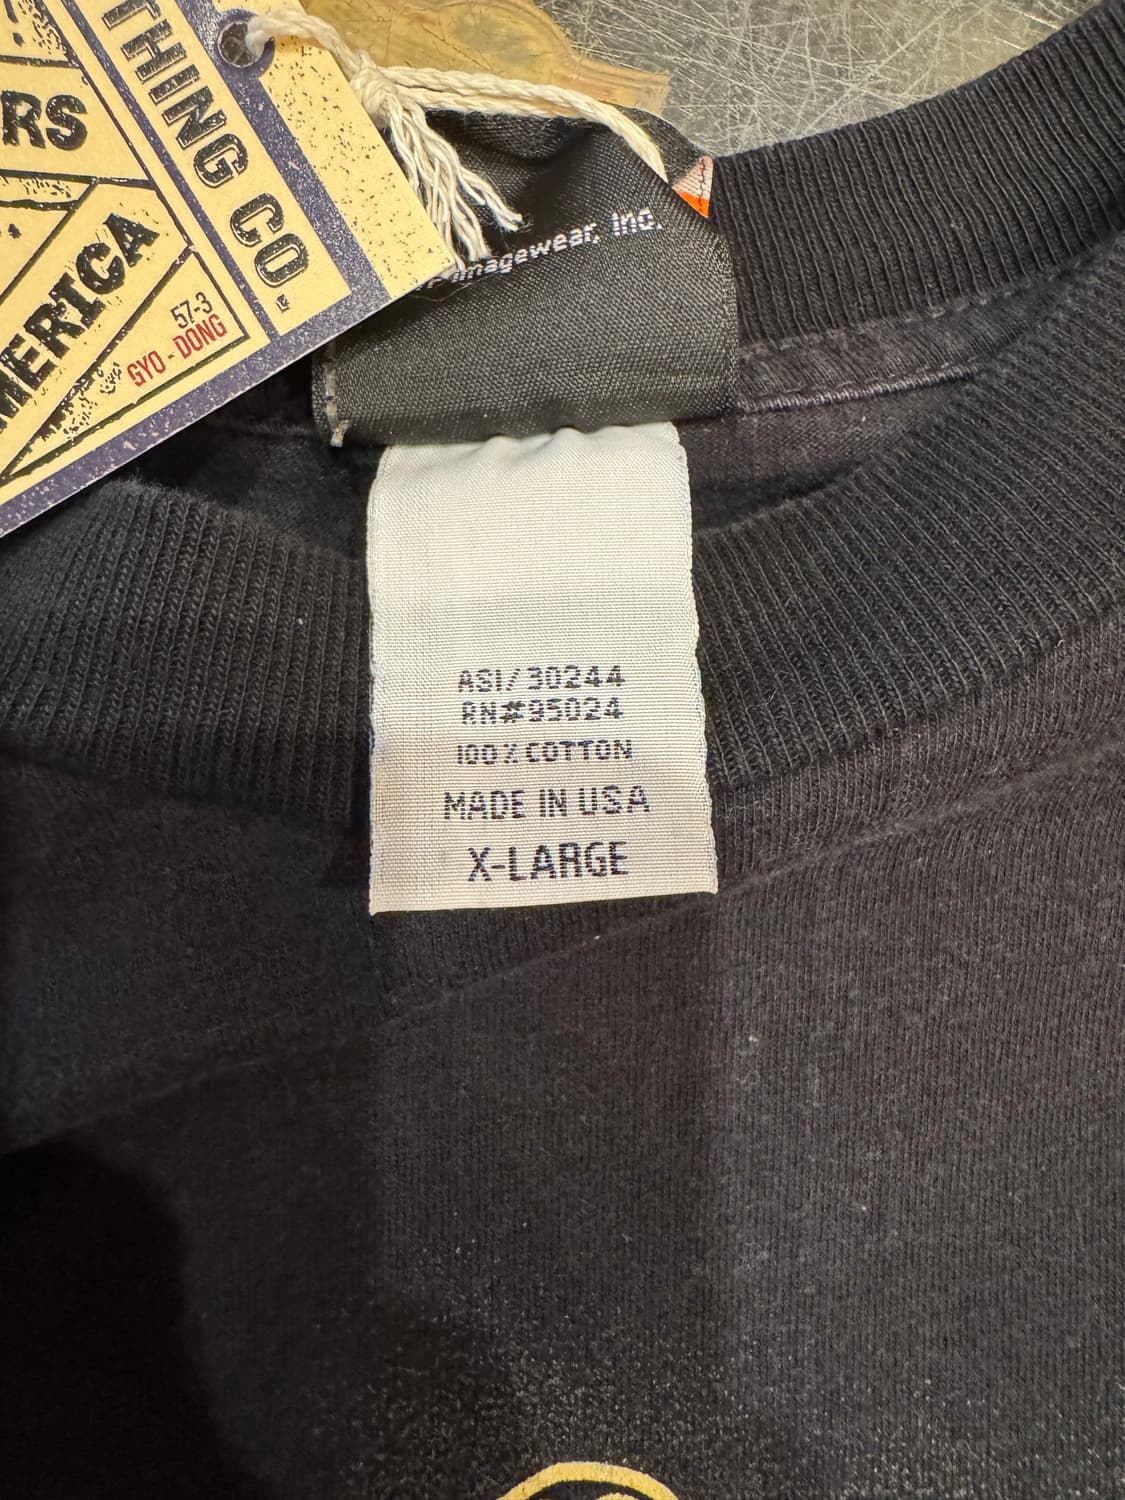 RS
THING CO.
MERICA
57-3
GYO - DONG
Imagewear, Inc.
ASI/30244
RN#95024
100% COTTON
MADE IN USA
X-LARGE